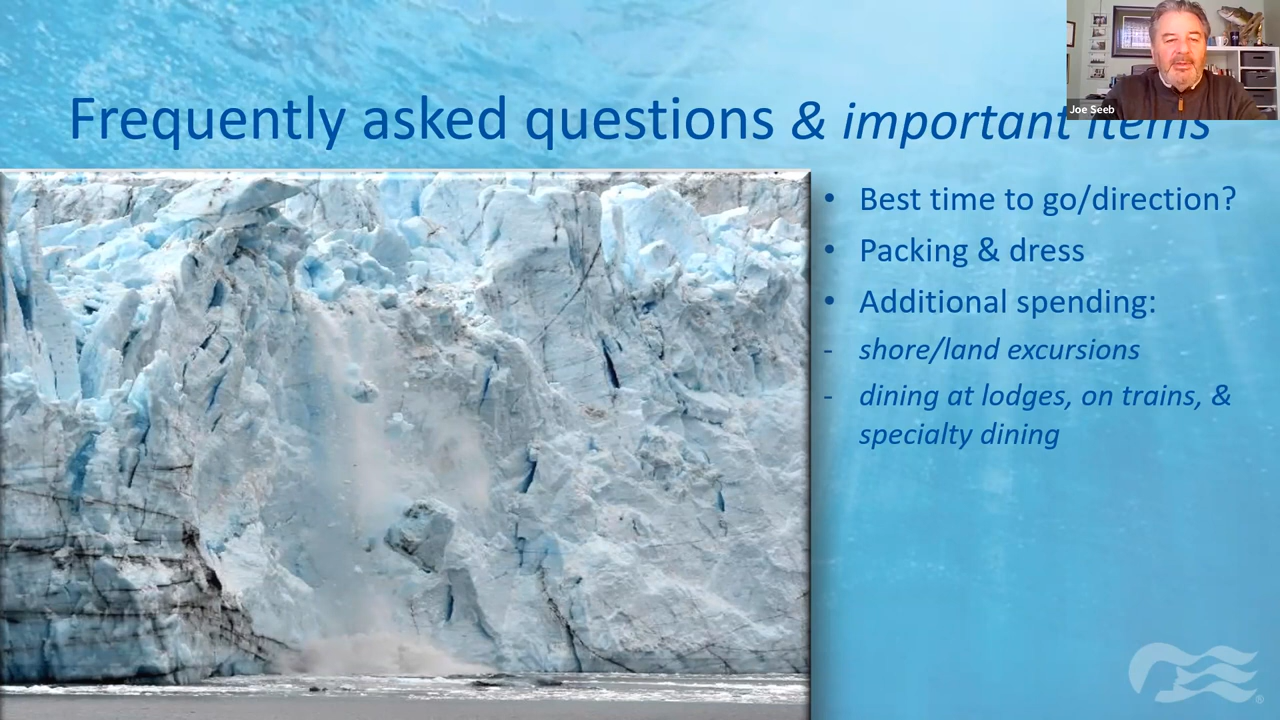 Joe Seeb
Frequently asked questions & important items
• Best time to go/direction?
• Packing & dress
• Additional spending:
- shore/land excursions
- dining at lodges, on trains, &
specialty dining
®